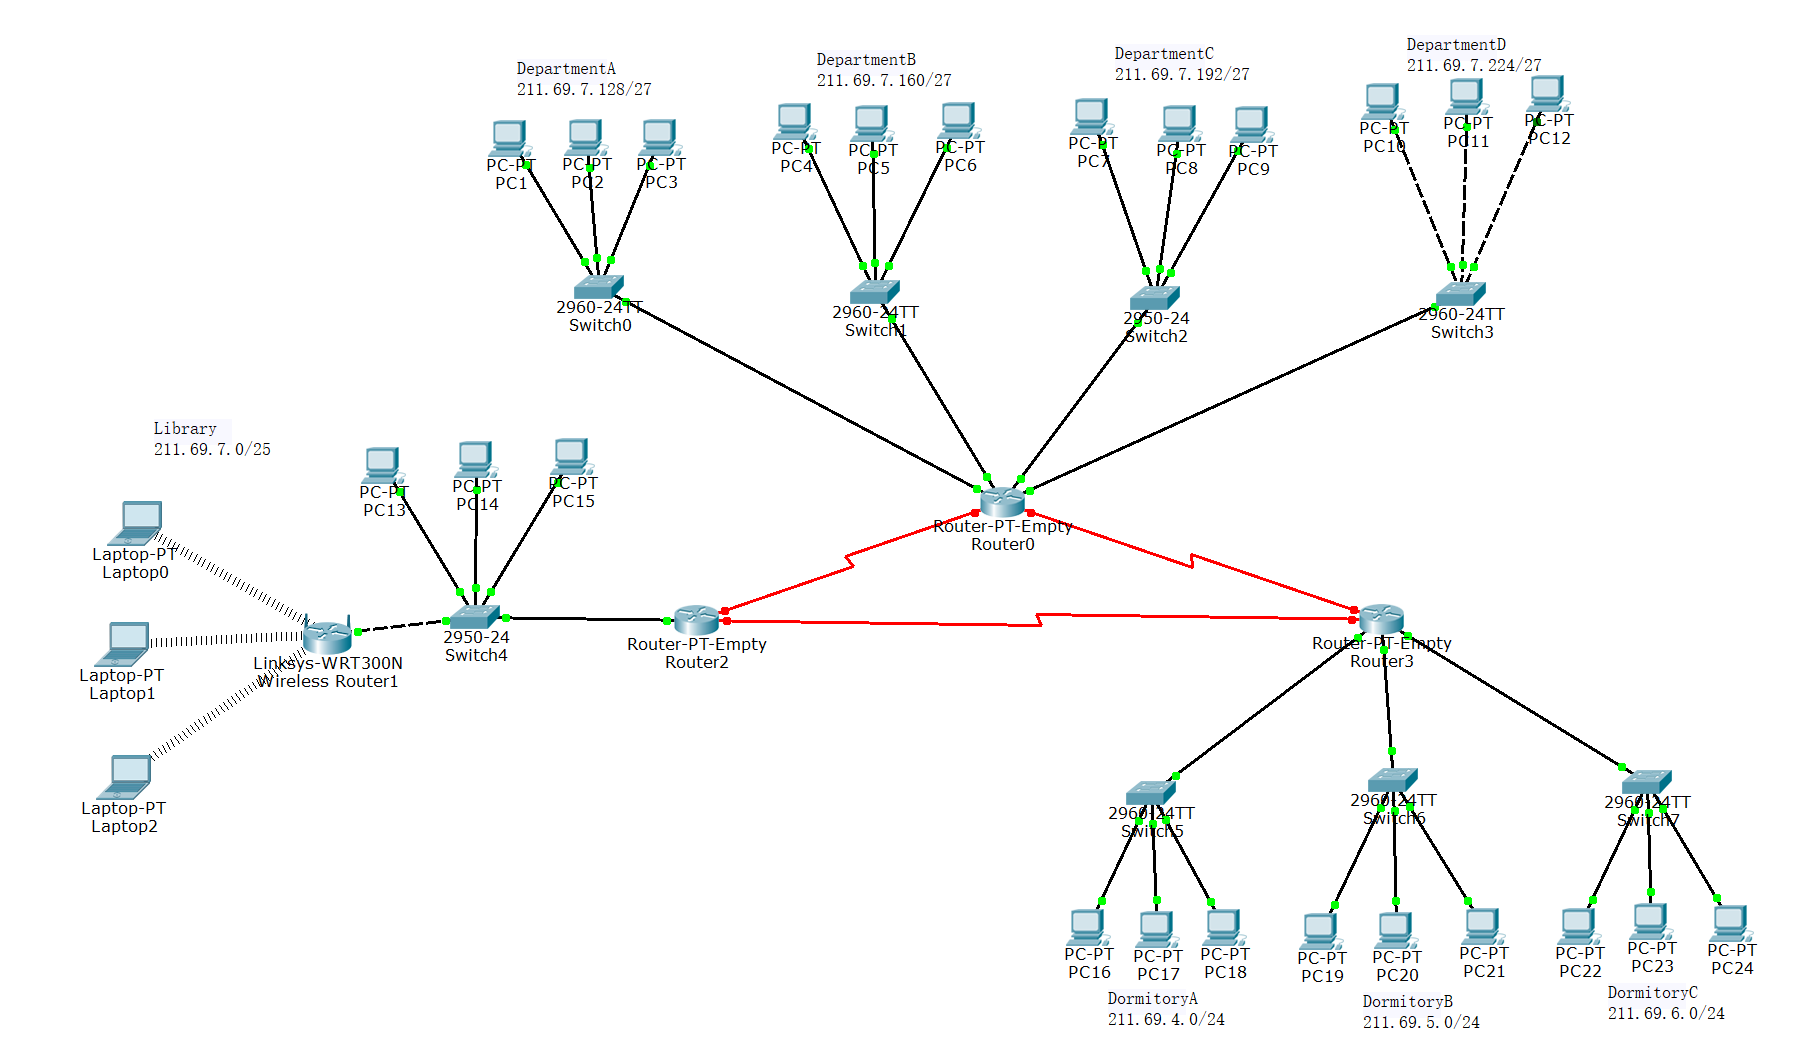 DepartmentA
211.69.7.128/27
DepartmentB
211.69.7.160/27
DepartmentC
211.69.7.192/27
DepartmentD
211.69.7.224/27
PC-PT
PC1
PC-PT
PC2
PC-PT
PC3
PC-PT
PC4
PC-PT
PC5
PC-PT
PC6
PC-PT
PC7
PC-PT
PC8
PC-PT
PC9
PC-PT
PC10
PC-PT
PC11
PC-PT
PC12
2960-24TT
Switch0
2960-24TT
Switch1
2950-24
Switch2
2960-24TT
Switch3
Library
211.69.7.0/25
PC-PT
PC13
PC-PT
PC14
PC-PT
PC15
Router-PT-Empty
Router0
Laptop-PT
Laptop0
Laptop-PT
Laptop1
Laptop-PT
Laptop2
Linksys-WRT300N
Wireless Router1
2950-24
Switch4
Router-PT-Empty
Router2
Router-PT-Empty
Router3
2960-24TT
Switch5
2960-24TT
Switch6
2960-24TT
Switch7
PC-PT
PC16
PC-PT
PC17
PC-PT
PC18
PC-PT
PC19
PC-PT
PC20
PC-PT
PC21
PC-PT
PC22
PC-PT
PC23
PC-PT
PC24
DormitoryA
211.69.4.0/24
DormitoryB
211.69.5.0/24
DormitoryC
211.69.6.0/24